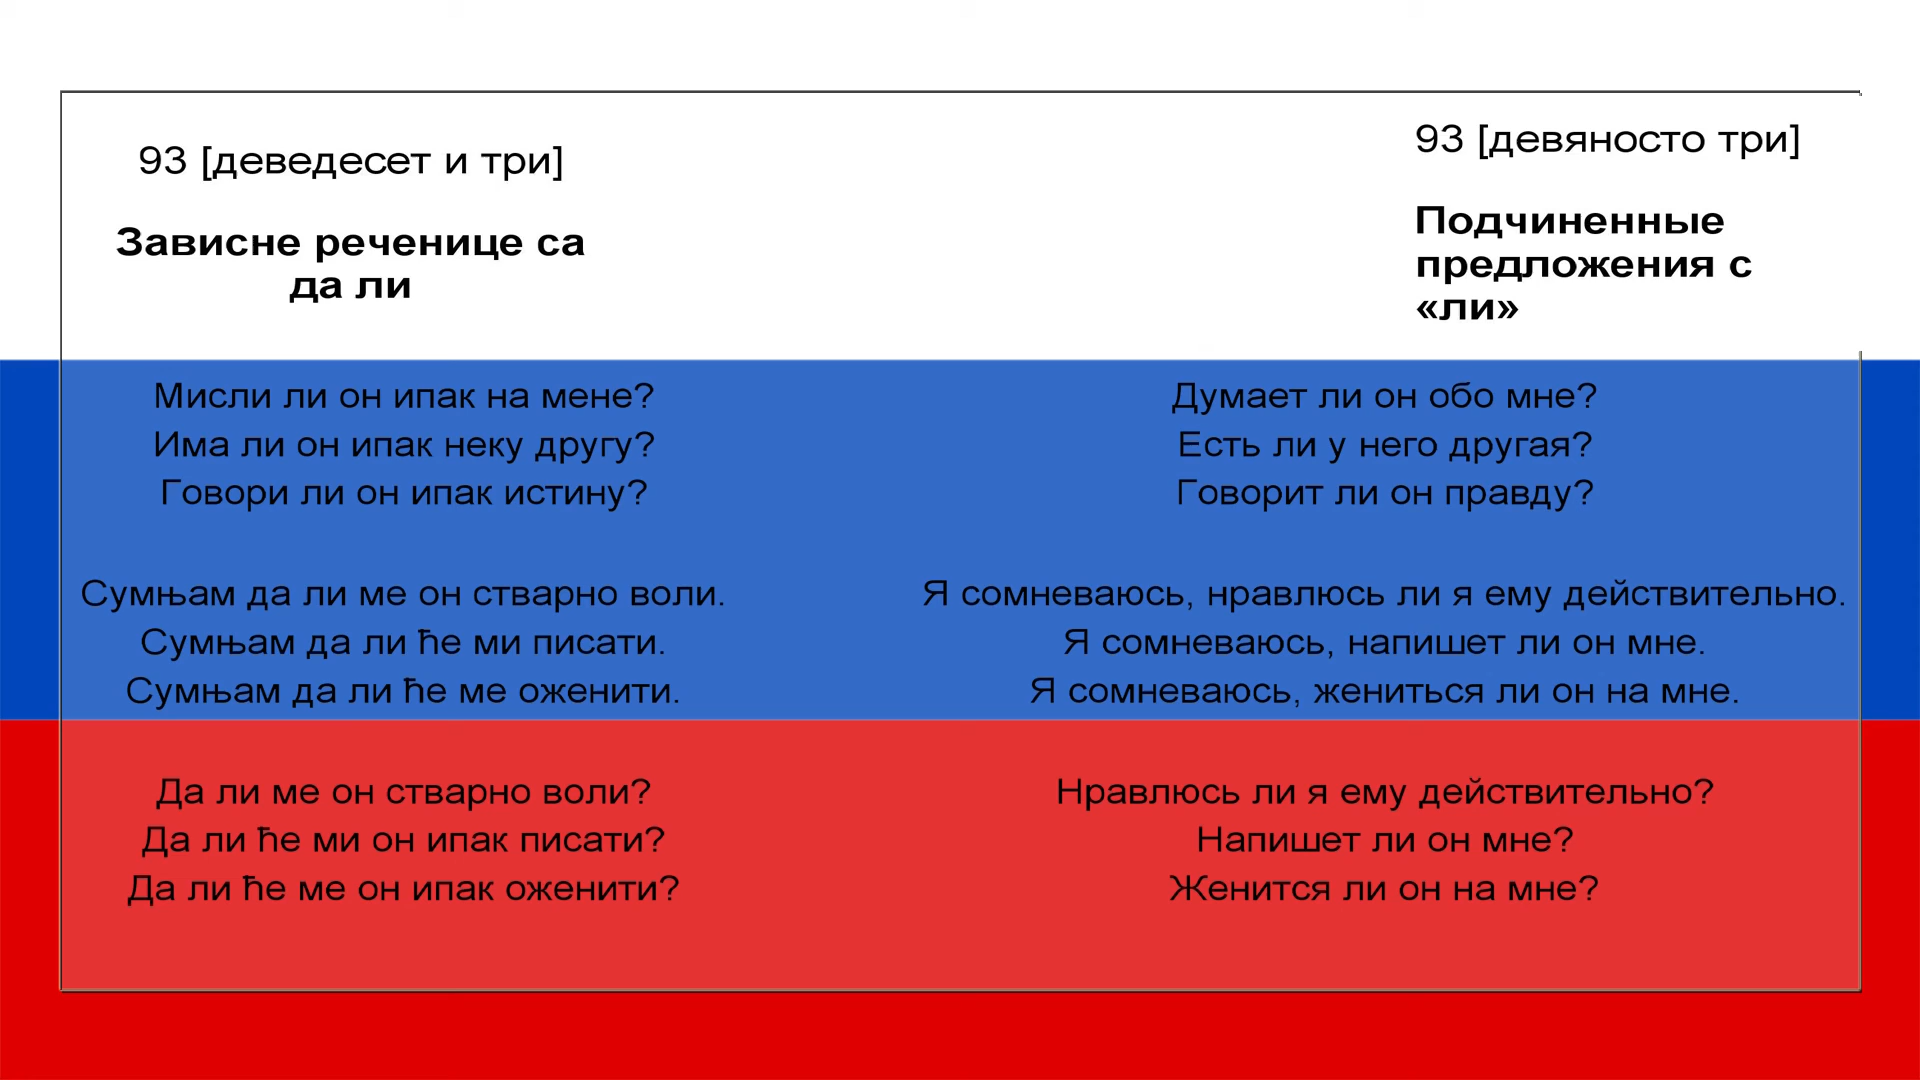 93 [деведесет и три]
Зависне реченице са
да ли
93 [девяносто три]
Подчиненные
предложения с
«ли»
Мисли ли он ипак на мене?
Има ли он ипак неку другу?
Говори ли он ипак истину?
Думает ли он обо мне?
Есть ли у него другая?
Говорит ли он правду?
Сумњам да ли ме он стварно воли.
Сумњам да ли ће ми писати.
Сумњам да ли ће ме оженити.
Я сомневаюсь, нравлюсь ли я ему действительно.
Я сомневаюсь, напишет ли он мне.
Я сомневаюсь, жениться ли он на мне.
Да ли ме он стварно воли?
Да ли ће ми он ипак писати?
Да ли ће ме он ипак оженити?
Нравлюсь ли я ему действительно?
Напишет ли он мне?
Женится ли он на мне?